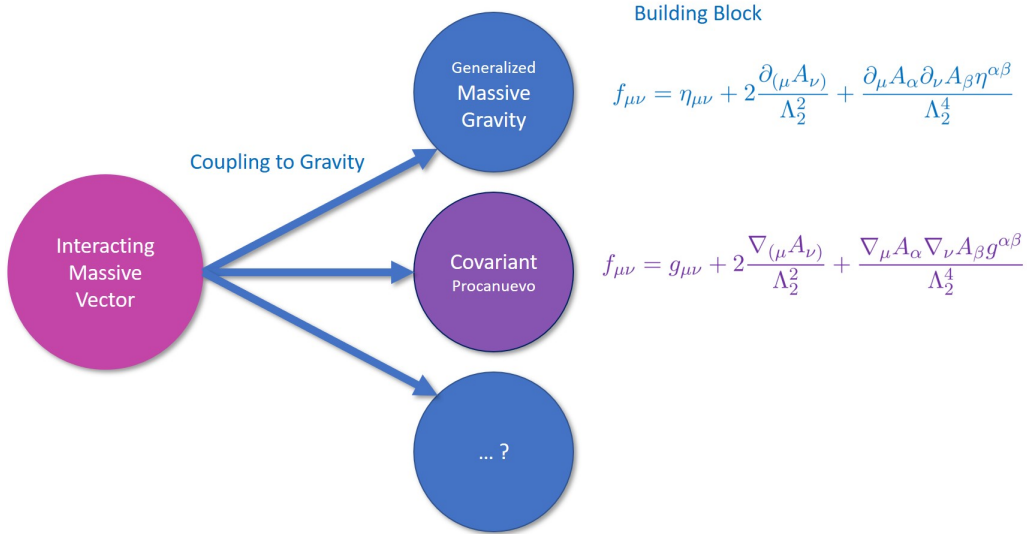 Building Block
Generalized
Massive
Gravity
f_{\mu\nu} = \eta_{\mu\nu} + 2\frac{\partial_{(\mu}A_{\nu)}}{\Lambda_2^2} + \frac{\partial_\mu A_\alpha \partial_\nu A_\beta \eta^{\alpha\beta}}{\Lambda_2^4}
Coupling to Gravity
Interacting
Massive
Vector
Covariant
Procanuevo
f_{\mu\nu} = g_{\mu\nu} + 2\frac{\nabla_{(\mu}A_{\nu)}}{\Lambda_2^2} + \frac{\nabla_\mu A_\alpha \nabla_\nu A_\beta g^{\alpha\beta}}{\Lambda_2^4}
... ?